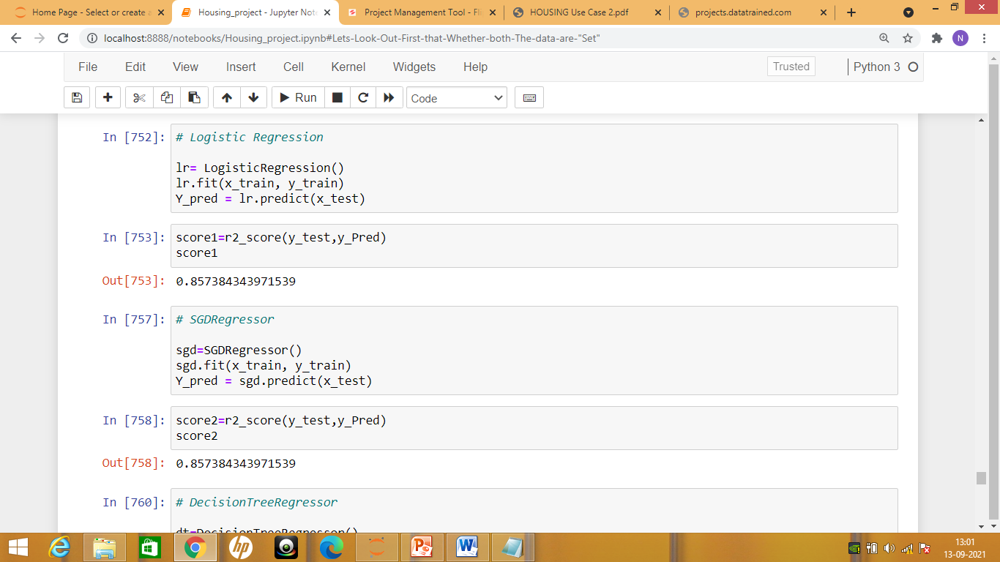 Home Page - Select or create a
Housing_project - Jupyter Note
Project Management Tool - Fli
HOUSING Use Case 2.pdf
projects.datatrained.com
localhost:8888/notebooks/Housing_project.ipynb#Lets-Look-Out-First-that-Whether-both-The-data-are-"Set"
N
File Edit View Insert Cell Kernel Widgets Help
Trusted
Python 3
Run
Code
In [752]: # Logistic Regression
lr= LogisticRegression()
lr.fit(x_train, y_train)
Y_pred = lr.predict(x_test)
In [753]: score1=r2_score(y_test,y_Pred)
score1
Out[753]: 0.857384343971539
In [757]: # SGDRegressor
sgd=SGDRegressor()
sgd.fit(x_train, y_train)
Y_pred = sgd.predict(x_test)
In [758]: score2=r2_score(y_test,y_Pred)
score2
Out[758]: 0.857384343971539
In [760]: # DecisionTreeRegressor
dt=DecisionTreeRegressor()
hp
13:01
13-09-2021